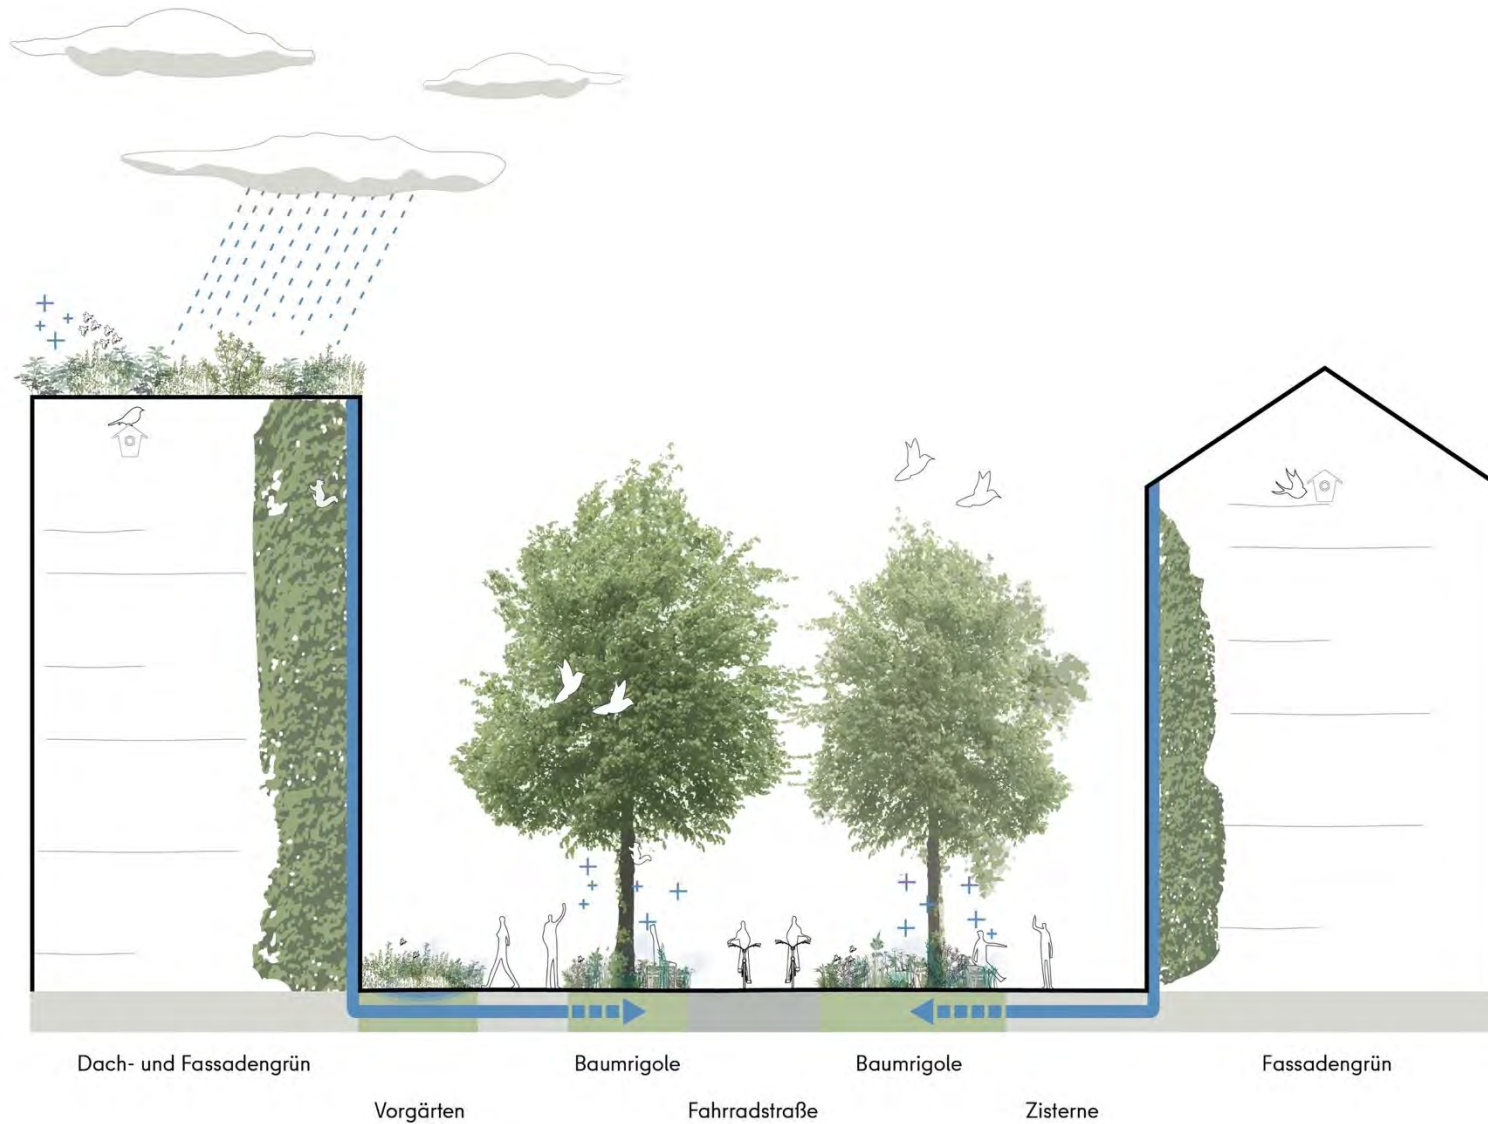 Dach- und Fassadengrün
Baumrigole
Baumrigole
Fassadengrün
Vorgärten
Fahrradstraße
Zisterne